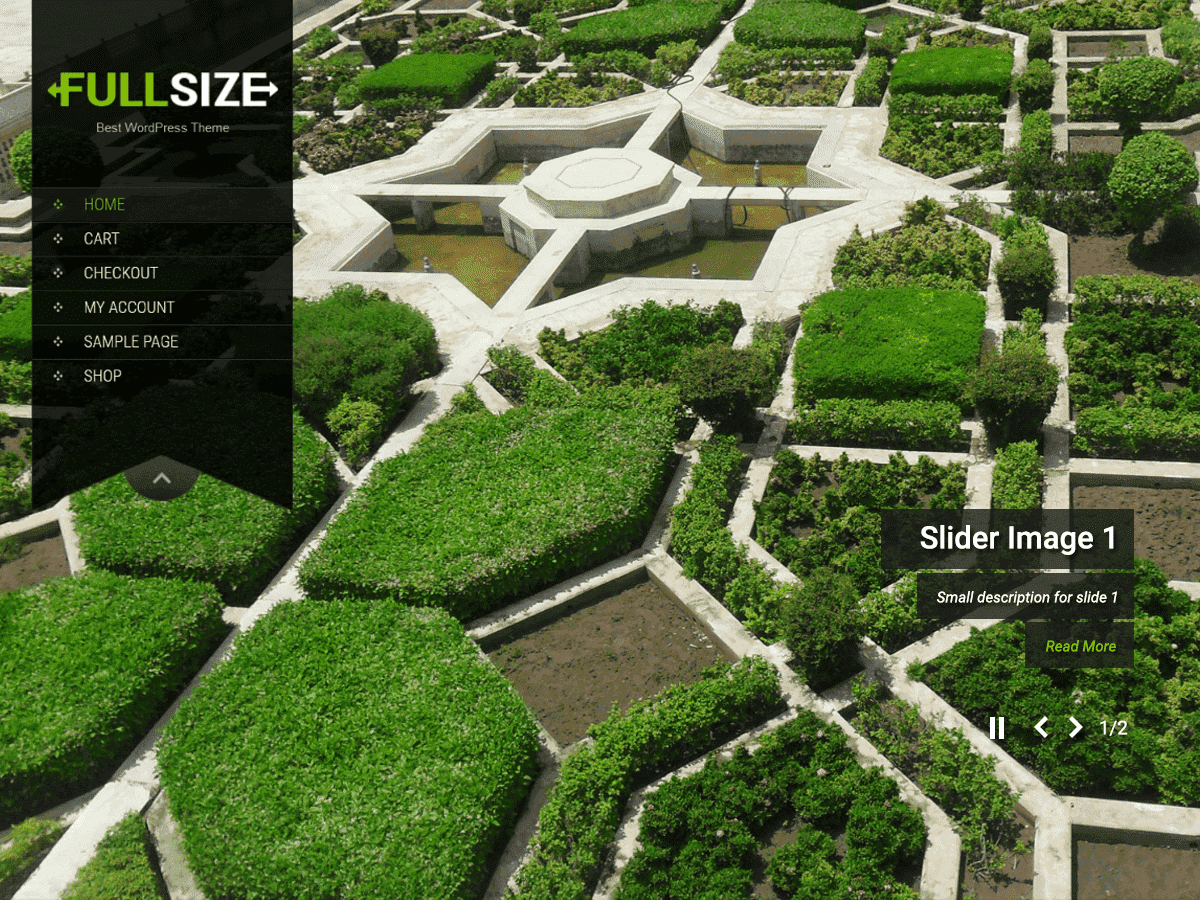 FULLSIZE
Best WordPress Theme
HOME
CART
CHECKOUT
MY ACCOUNT
SAMPLE PAGE
SHOP
Slider Image 1
Small description for slide 1
Read More
1/2